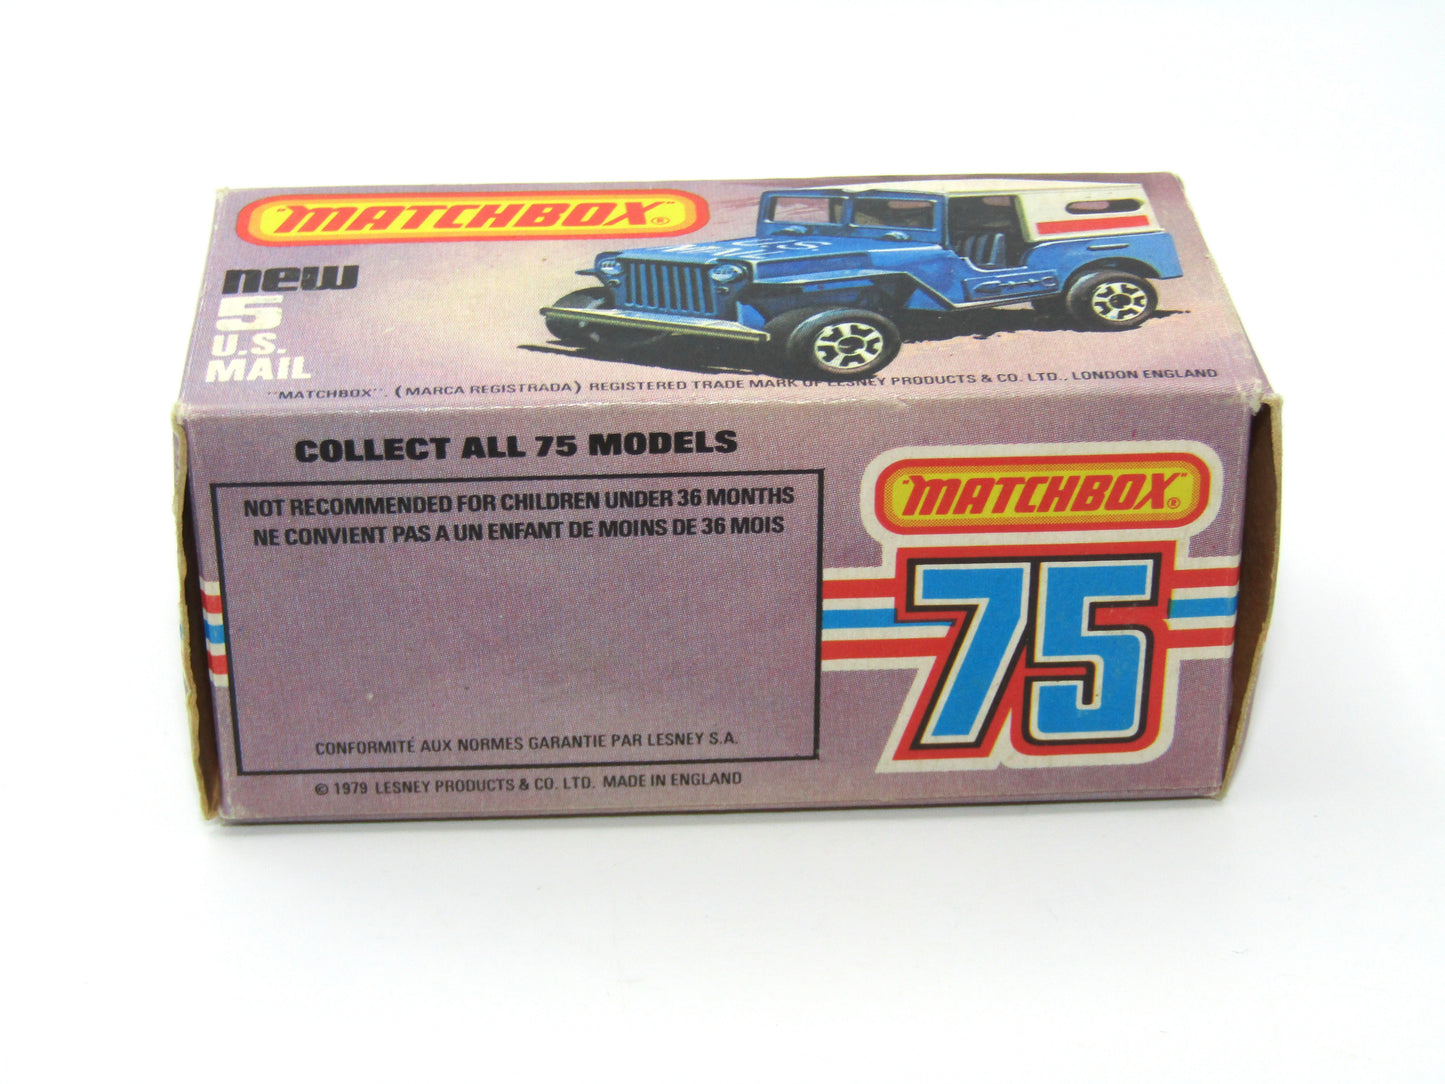 "MATCHBOX"®
new
5
U.S.
MAIL
"MATCHBOX". (MARCA REGISTRADA) REGISTERED TRADE MARK OF LESNEY PRODUCTS & CO. LTD., LONDON ENGLAND
COLLECT ALL 75 MODELS
NOT RECOMMENDED FOR CHILDREN UNDER 36 MONTHS
NE CONVIENT PAS A UN ENFANT DE MOINS DE 36 MOIS
CONFORMITÉ AUX NORMES GARANTIE PAR LESNEY S.A.
© 1979 LESNEY PRODUCTS & CO. LTD. MADE IN ENGLAND
"MATCHBOX"®
75